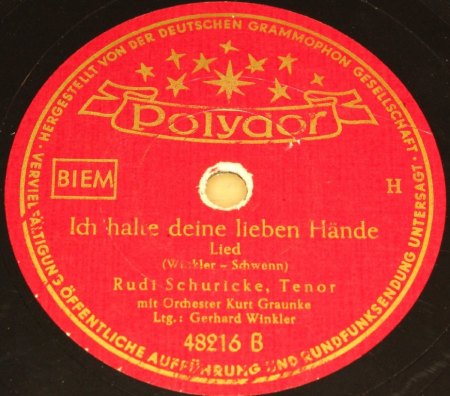 HERGESTELLT VON DER DEUTSCHEN GRAMMOPHON GESELLSCHAFT · VERVIELFÄLTIGUNG ÖFFENTLICHE AUFFÜHRUNG UND RUNDFUNKSENDUNG UNTERSAGT ·
Polydor
BIEM
H
Ich halte deine lieben Hände
Lied
(Winkler - Schwenn)
Rudi Schuricke, Tenor
mit Orchester Kurt Graunke
Ltg.: Gerhard Winkler
48216 B